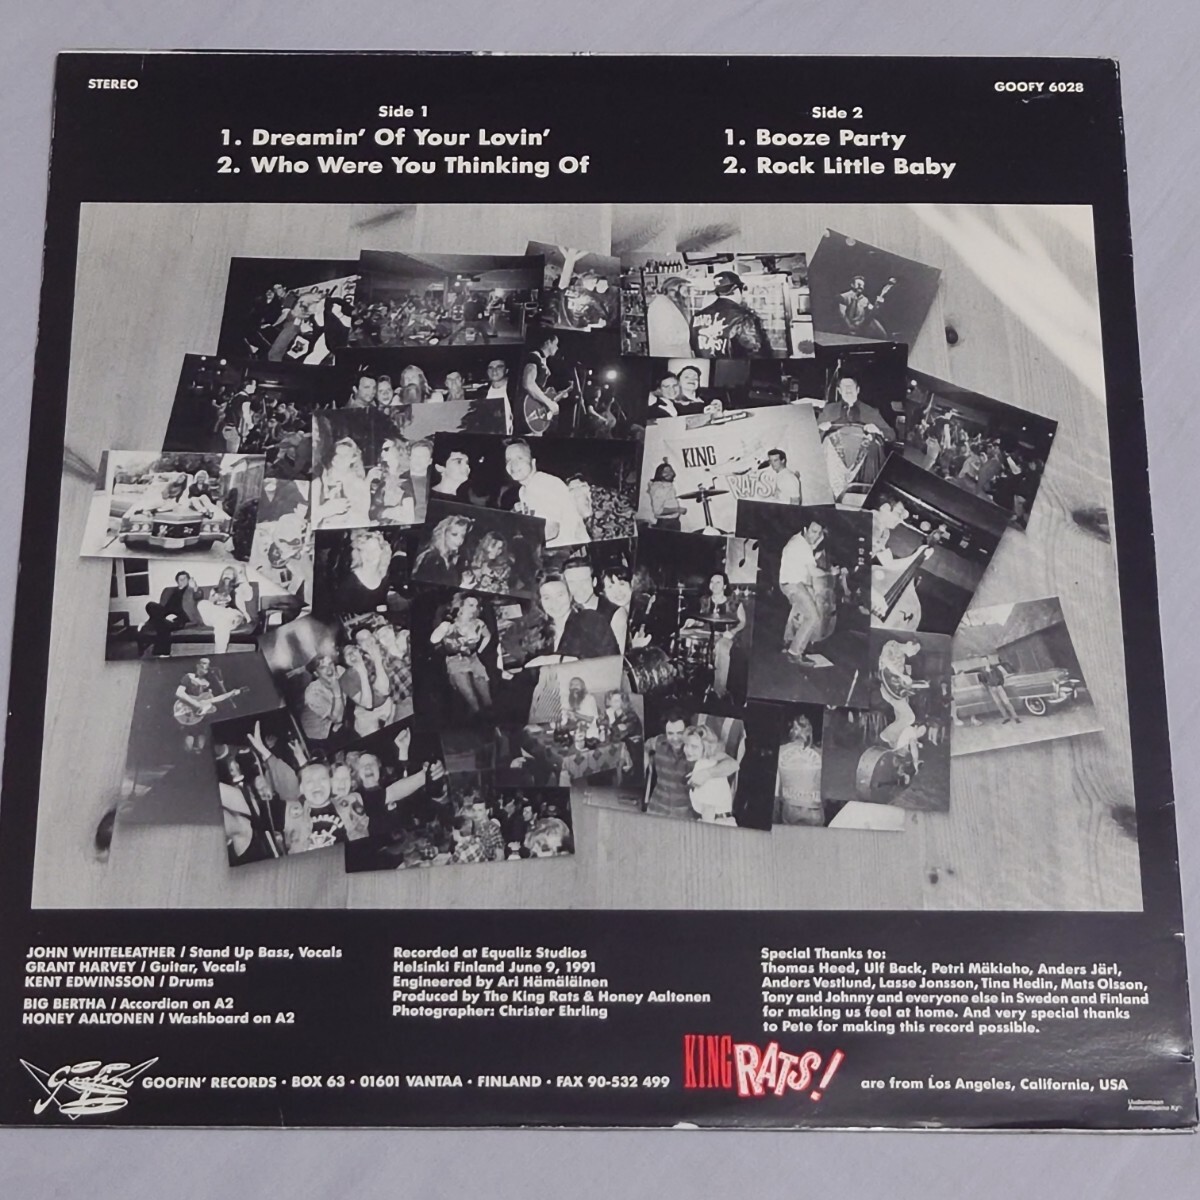 STEREO
GOOFY 6028
Side 1
1. Dreamin' Of Your Lovin'
2. Who Were You Thinking Of
Side 2
1. Booze Party
2. Rock Little Baby
KING
RATS!
JOHN WHITELEATHER / Stand Up Bass, Vocals
GRANT HARVEY / Guitar, Vocals
KENT EDWINSSON / Drums
BIG BERTHA / Accordion on A2
HONEY AALTONEN / Washboard on A2
Recorded at Equaliz Studios
Helsinki Finland June 9, 1991
Engineered by Ari Hämäläinen
Produced by The King Rats & Honey Aaltonen
Photographer: Christer Ehrling
Special Thanks to:
Thomas Heed, Ulf Back, Petri Mäkiaho, Anders Järl,
Anders Vestlund, Lasse Jonsson, Tina Hedin, Mats Olsson,
Tony and Johnny and everyone else in Sweden and Finland
for making us feel at home. And very special thanks
to Pete for making this record possible.
Goofin'
GOOFIN' RECORDS • BOX 63 • 01601 VANTAA • FINLAND • FAX 90-532 499
KING RATS!
are from Los Angeles, California, USA